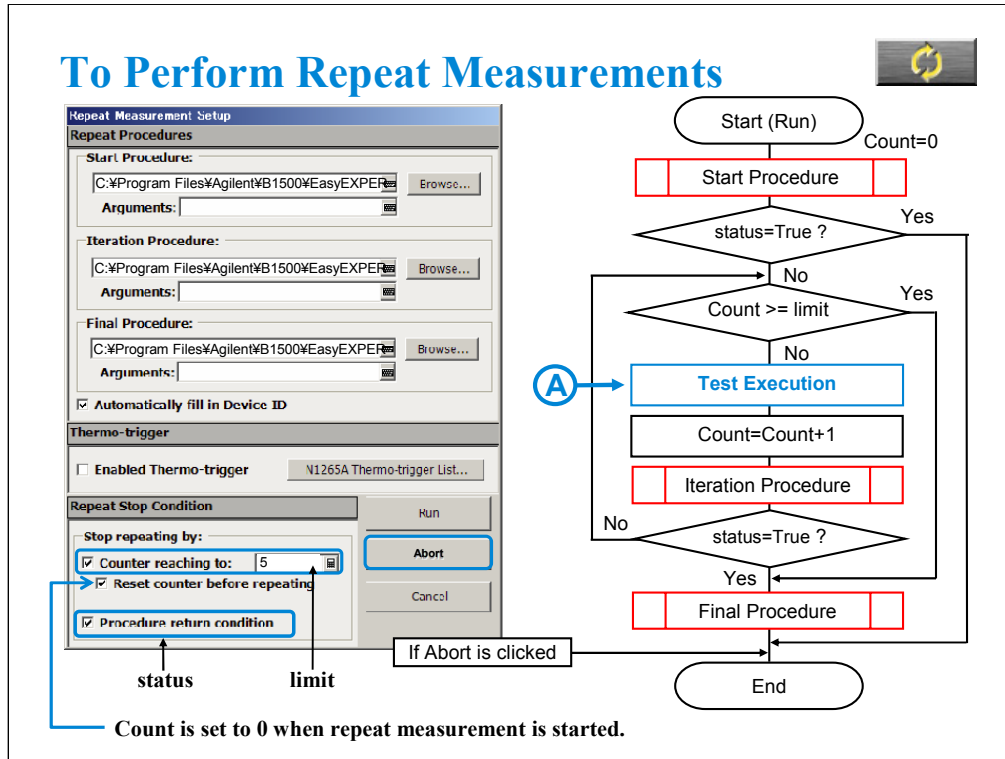 To Perform Repeat Measurements
Repeat Measurement Setup
Repeat Procedures
Start Procedure:
C:¥Program Files¥Agilent¥B1500¥EasyEXPER
Browse...
Arguments:
Iteration Procedure:
C:¥Program Files¥Agilent¥B1500¥EasyEXPER
Browse...
Arguments:
Final Procedure:
C:¥Program Files¥Agilent¥B1500¥EasyEXPER
Browse...
Arguments:
Automatically fill in Device ID
Thermo-trigger
Enabled Thermo-trigger
N1265A Thermo-trigger List...
Repeat Stop Condition
Stop repeating by:
Counter reaching to: 5
Reset counter before repeating
Procedure return condition
Run
Abort
Cancel
status
limit
Count is set to 0 when repeat measurement is started.
Start (Run)
Count=0
Start Procedure
status=True ?
Yes
No
Count >= limit
Yes
No
A
Test Execution
Count=Count+1
Iteration Procedure
No
status=True ?
Yes
Final Procedure
If Abort is clicked
End